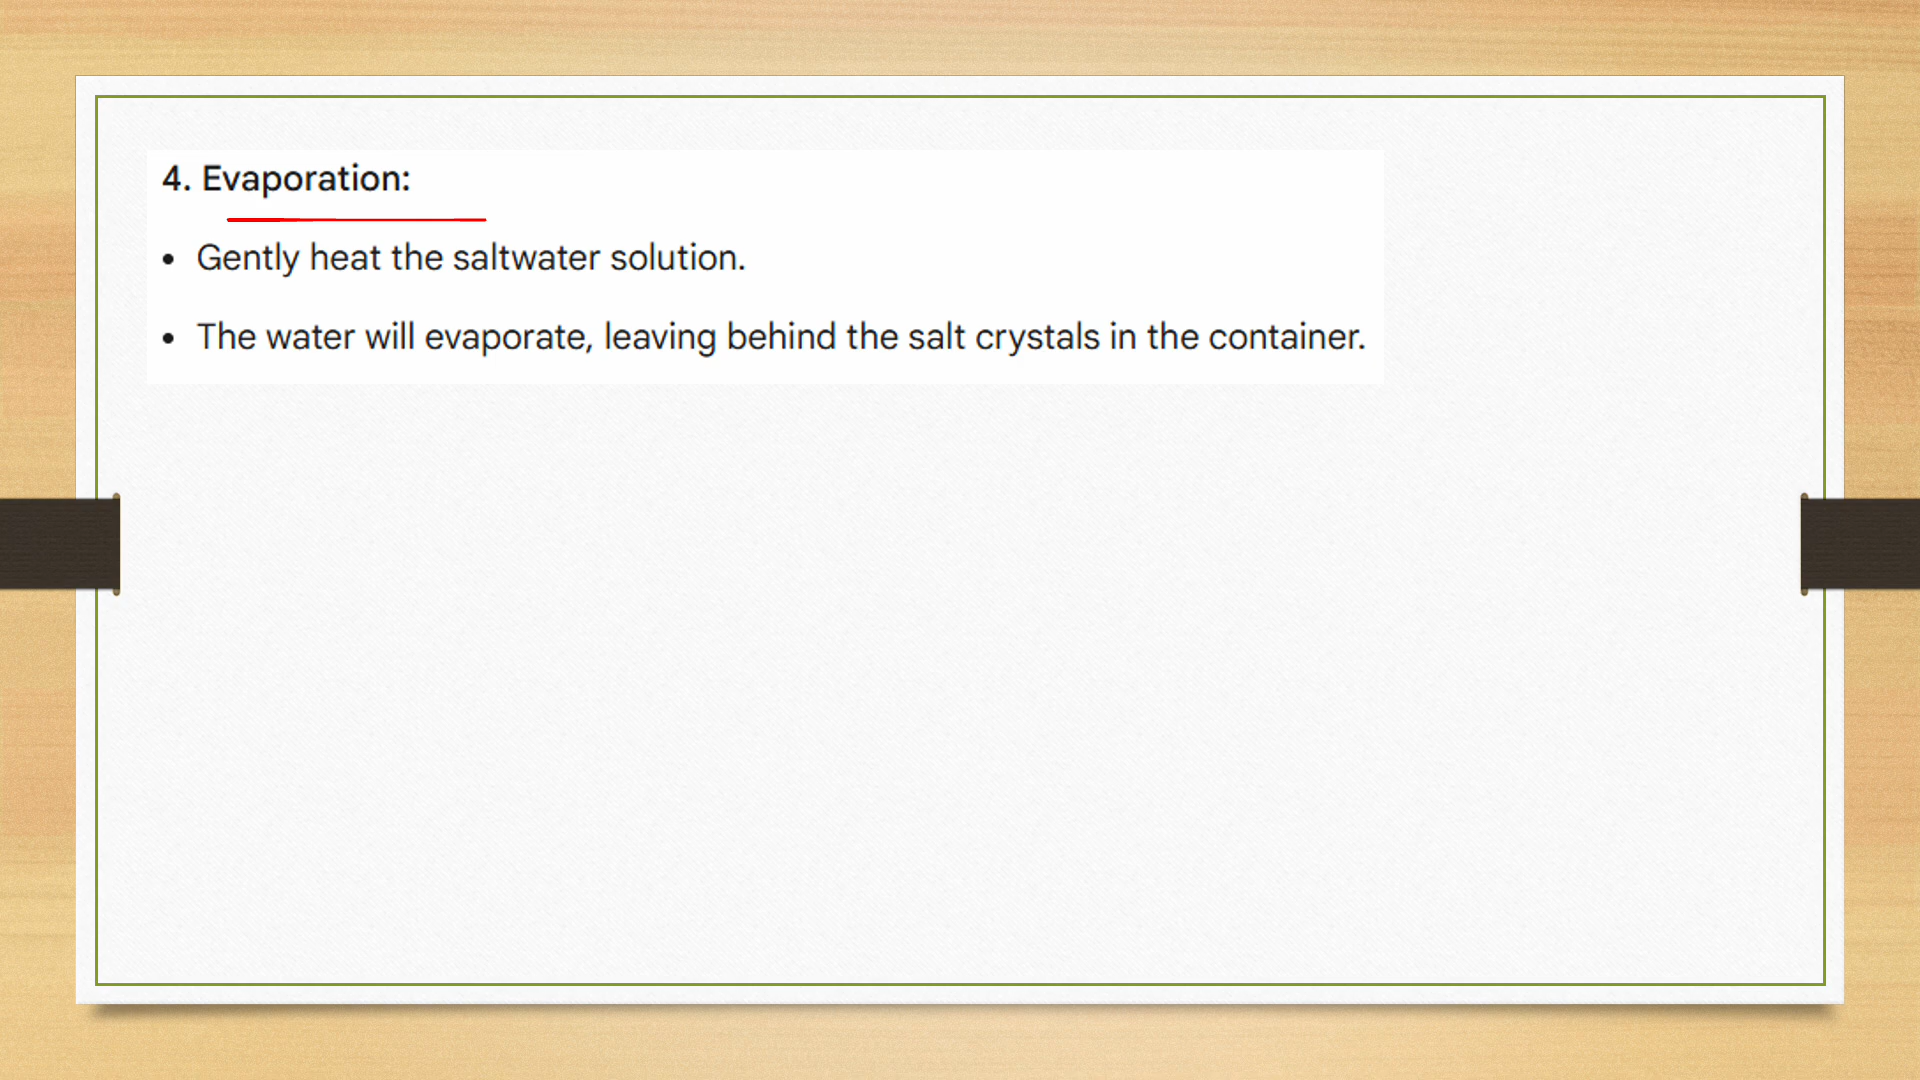 4. Evaporation:
• Gently heat the saltwater solution.
• The water will evaporate, leaving behind the salt crystals in the container.